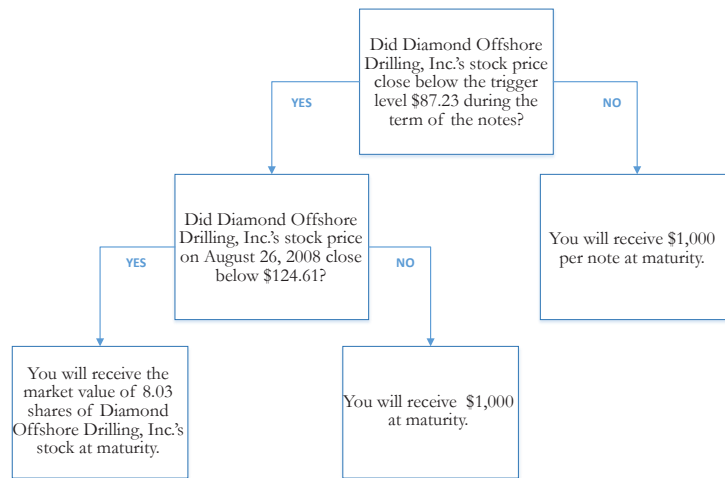 Did Diamond Offshore
Drilling, Inc.'s stock price
close below the trigger
level $87.23 during the
term of the notes?
YES
NO
Did Diamond Offshore
Drilling, Inc.'s stock price
on August 26, 2008 close
below $124.61?
You will receive $1,000
per note at maturity.
YES
NO
You will receive the
market value of 8.03
shares of Diamond
Offshore Drilling, Inc.'s
stock at maturity.
You will receive $1,000
at maturity.